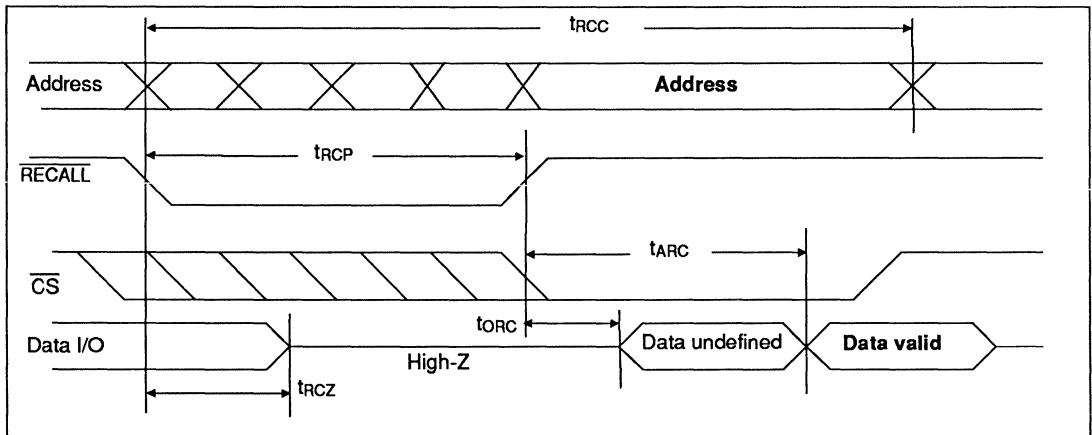 tRCC
Address
Address
tRCP
RECALL
tARC
CS
tORC
Data I/O
Data undefined
Data valid
High-Z
tRCZ